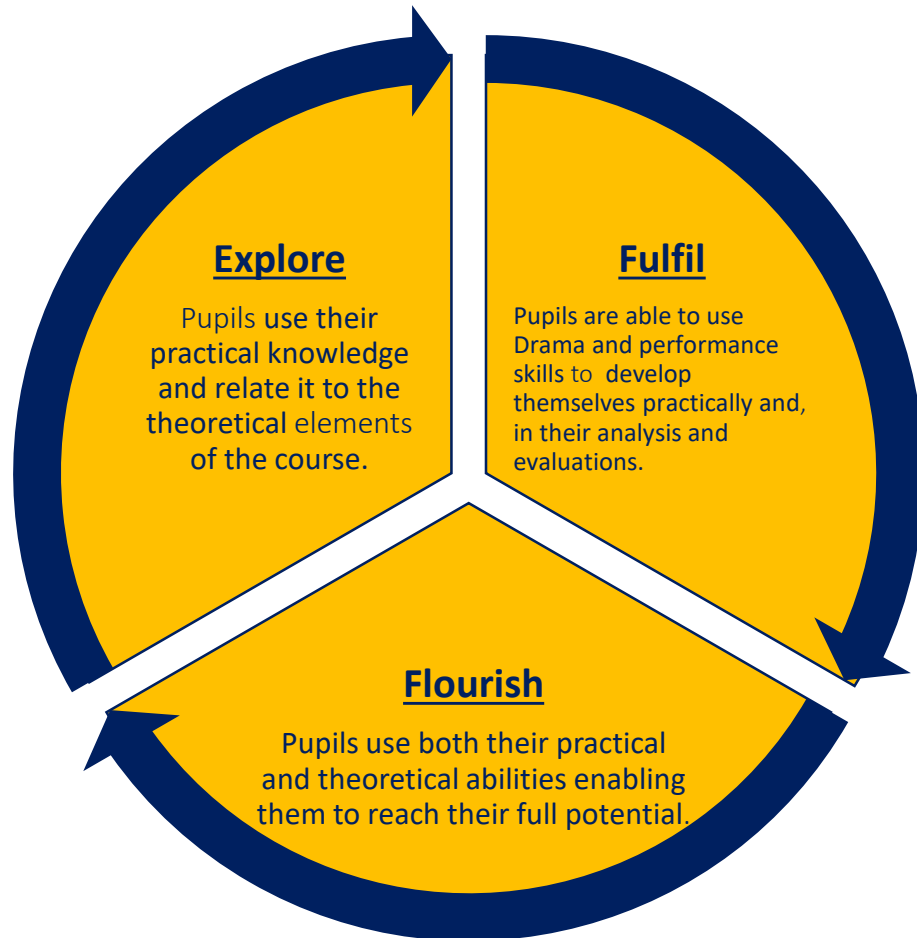 Explore
Pupils use their
practical knowledge
and relate it to the
theoretical elements
of the course.
Fulfil
Pupils are able to use
Drama and performance
skills to  develop
themselves practically and,
in their analysis and
evaluations.
Flourish
Pupils use both their practical
and theoretical abilities enabling
them to reach their full potential.